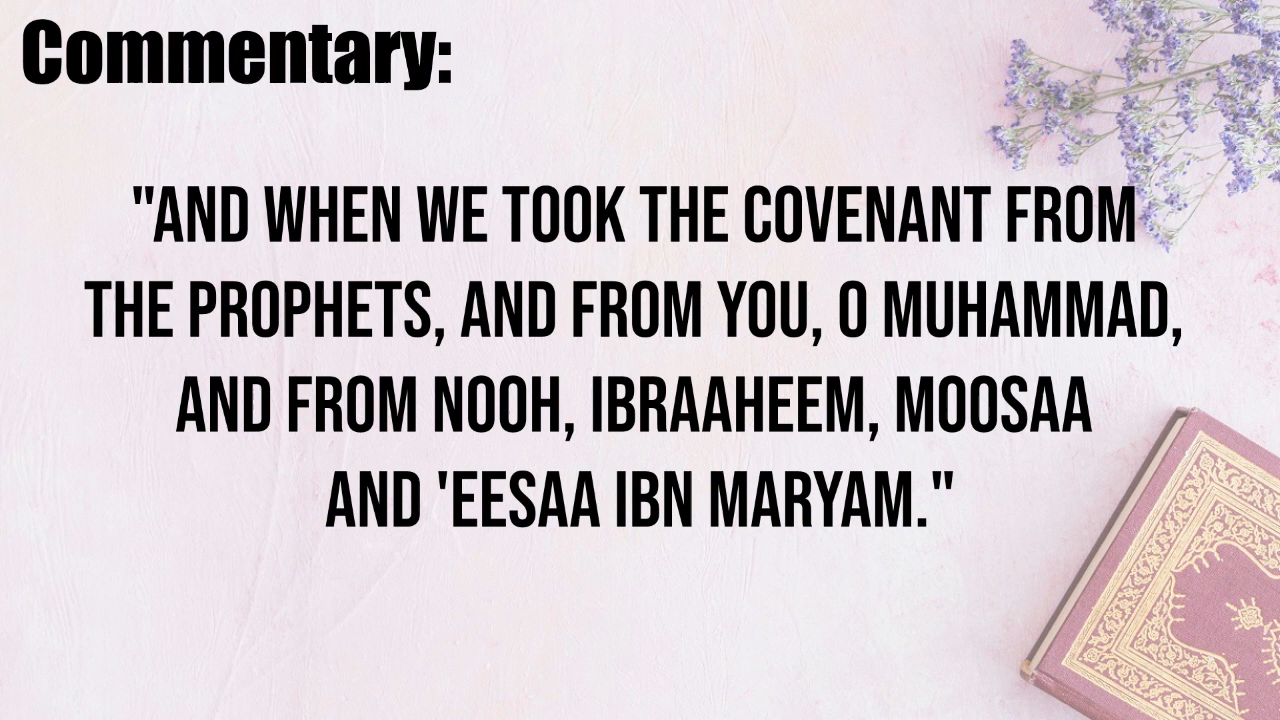 Commentary:
"AND WHEN WE TOOK THE COVENANT FROM
THE PROPHETS, AND FROM YOU, O MUHAMMAD,
AND FROM NOOH, IBRAAHEEM, MOOSAA
AND 'EESAA IBN MARYAM."